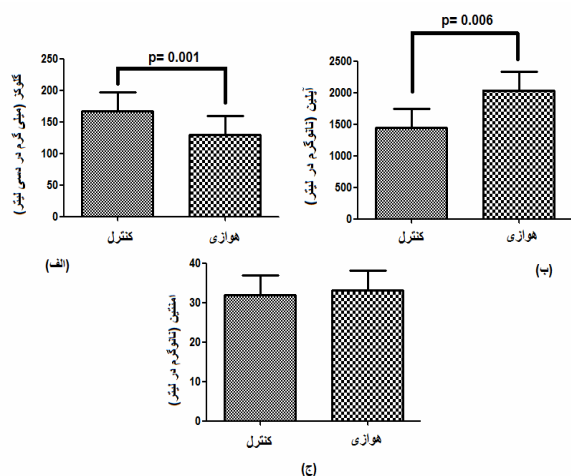 p= 0.001
گلوکز (میلی گرم در دسی لیتر)
250
200
150
100
50
0
کنترل
هوازی
(الف)
p= 0.006
آپلین (نانوگرم در لیتر)
2500
2000
1500
1000
500
0
کنترل
هوازی
(ب)
امنتین (نانوگرم در لیتر)
40
30
20
10
0
کنترل
هوازی
(ج)